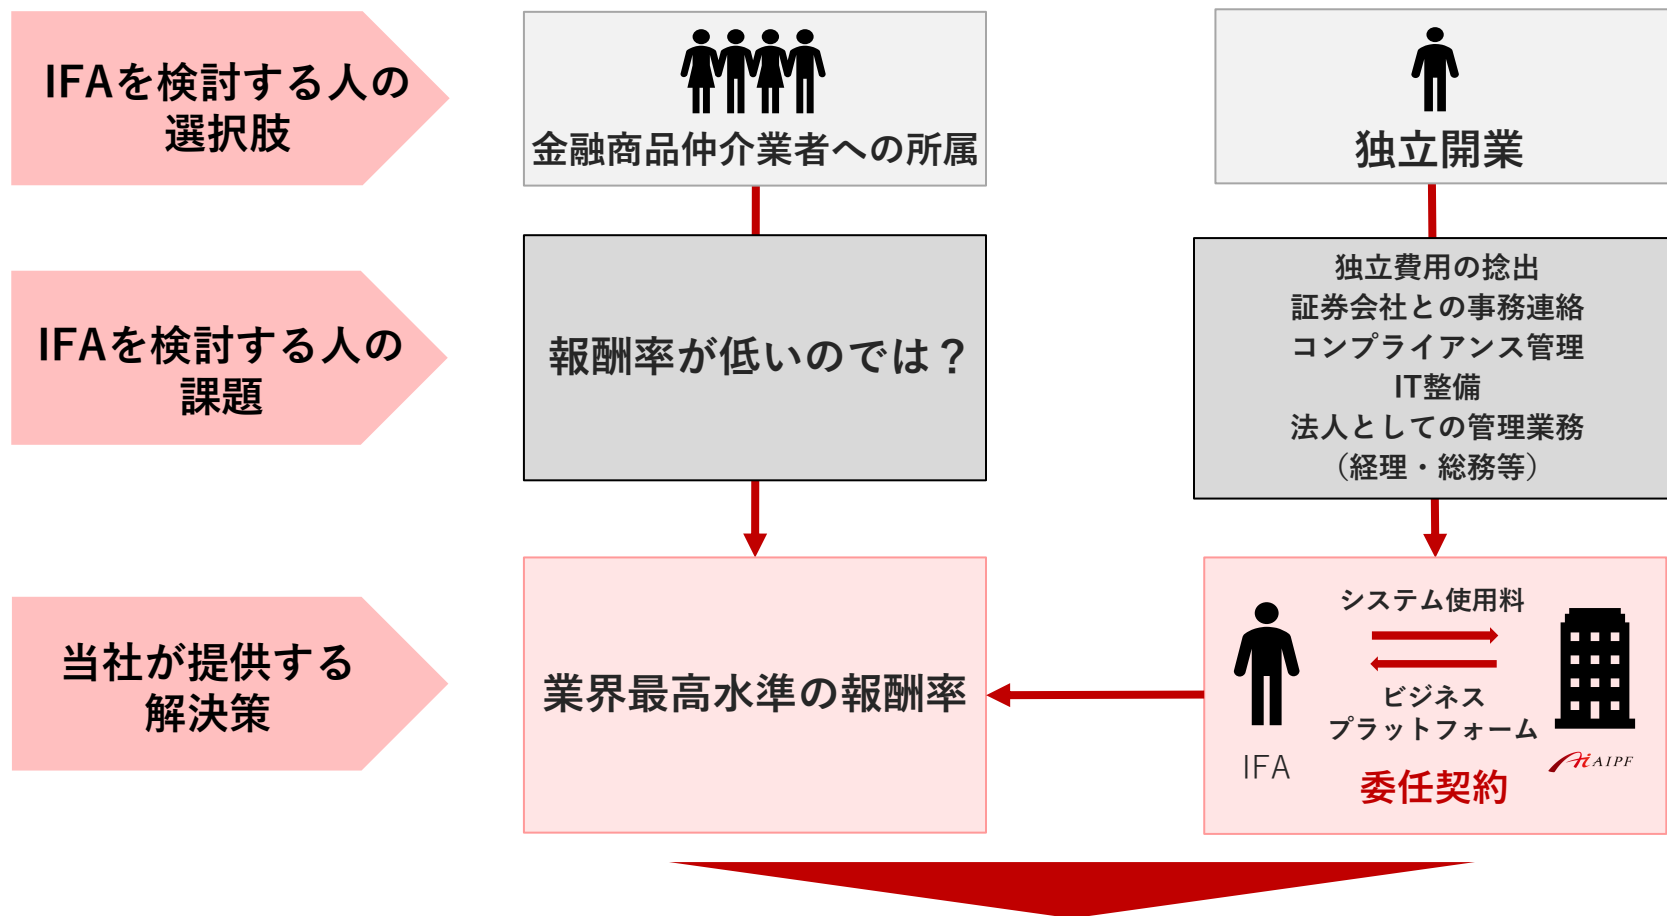 IFAを検討する人の
選択肢
金融商品仲介業者への所属
独立開業
IFAを検討する人の
課題
報酬率が低いのでは？
独立費用の捻出
証券会社との事務連絡
コンプライアンス管理
IT整備
法人としての管理業務
（経理・総務等）
当社が提供する
解決策
業界最高水準の報酬率
システム使用料
ビジネス
プラットフォーム
IFA
Ai AIPF
委任契約